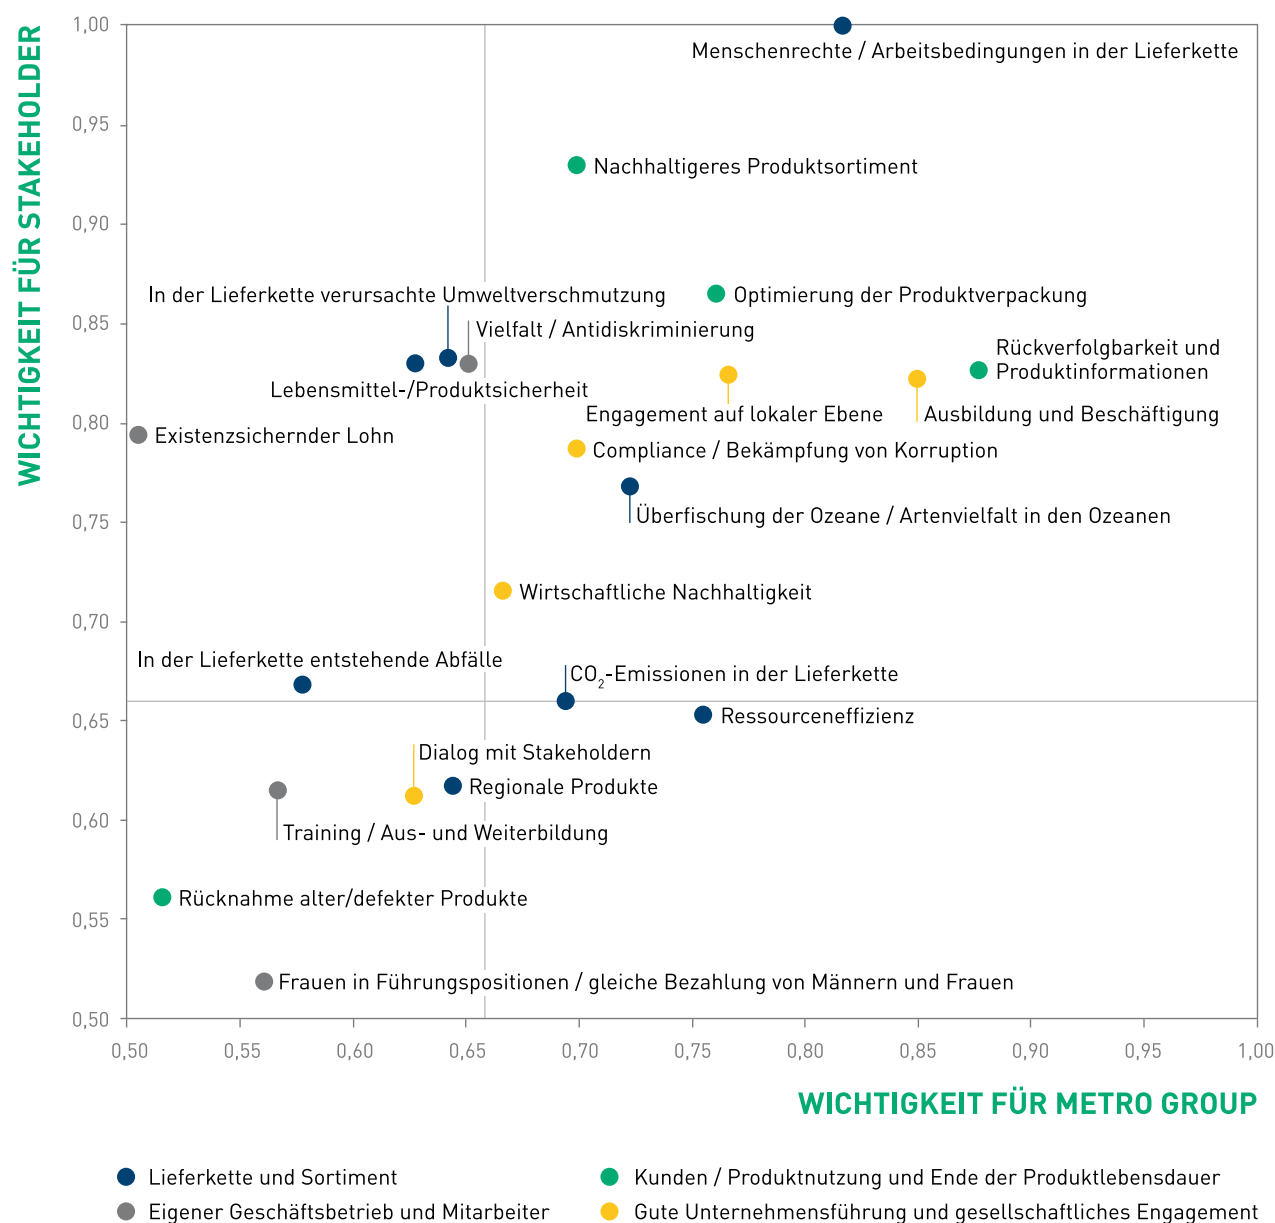 WICHTIGKEIT FÜR STAKEHOLDER
1,00
0,95
0,90
0,85
0,80
0,75
0,70
0,65
0,60
0,55
0,50
Menschenrechte / Arbeitsbedingungen in der Lieferkette
Nachhaltigeres Produktsortiment
In der Lieferkette verursachte Umweltverschmutzung
Optimierung der Produktverpackung
Vielfalt / Antidiskriminierung
Rückverfolgbarkeit und
Produktinformationen
Lebensmittel-/Produktsicherheit
Engagement auf lokaler Ebene
Ausbildung und Beschäftigung
Existenzsichernder Lohn
Compliance / Bekämpfung von Korruption
Überfischung der Ozeane / Artenvielfalt in den Ozeanen
Wirtschaftliche Nachhaltigkeit
In der Lieferkette entstehende Abfälle
CO₂-Emissionen in der Lieferkette
Ressourceneffizienz
Dialog mit Stakeholdern
Regionale Produkte
Training / Aus- und Weiterbildung
Rücknahme alter/defekter Produkte
Frauen in Führungspositionen / gleiche Bezahlung von Männern und Frauen
0,50 0,55 0,60 0,65 0,70 0,75 0,80 0,85 0,90 0,95 1,00
WICHTIGKEIT FÜR METRO GROUP
Lieferkette und Sortiment
Kunden / Produktnutzung und Ende der Produktlebensdauer
Eigener Geschäftsbetrieb und Mitarbeiter
Gute Unternehmensführung und gesellschaftliches Engagement